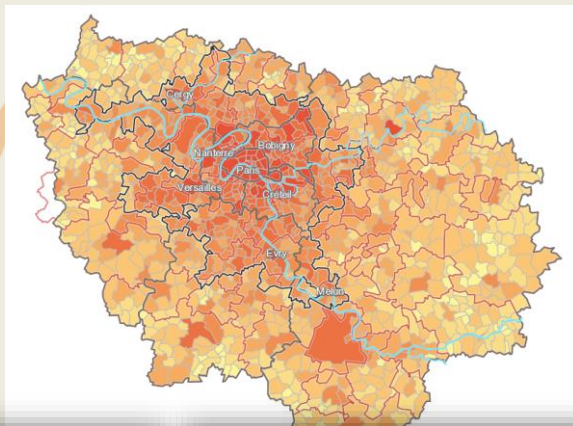 Cergy
Bobigny
Nanterre
Paris
Versailles
Créteil
Evry
Melun